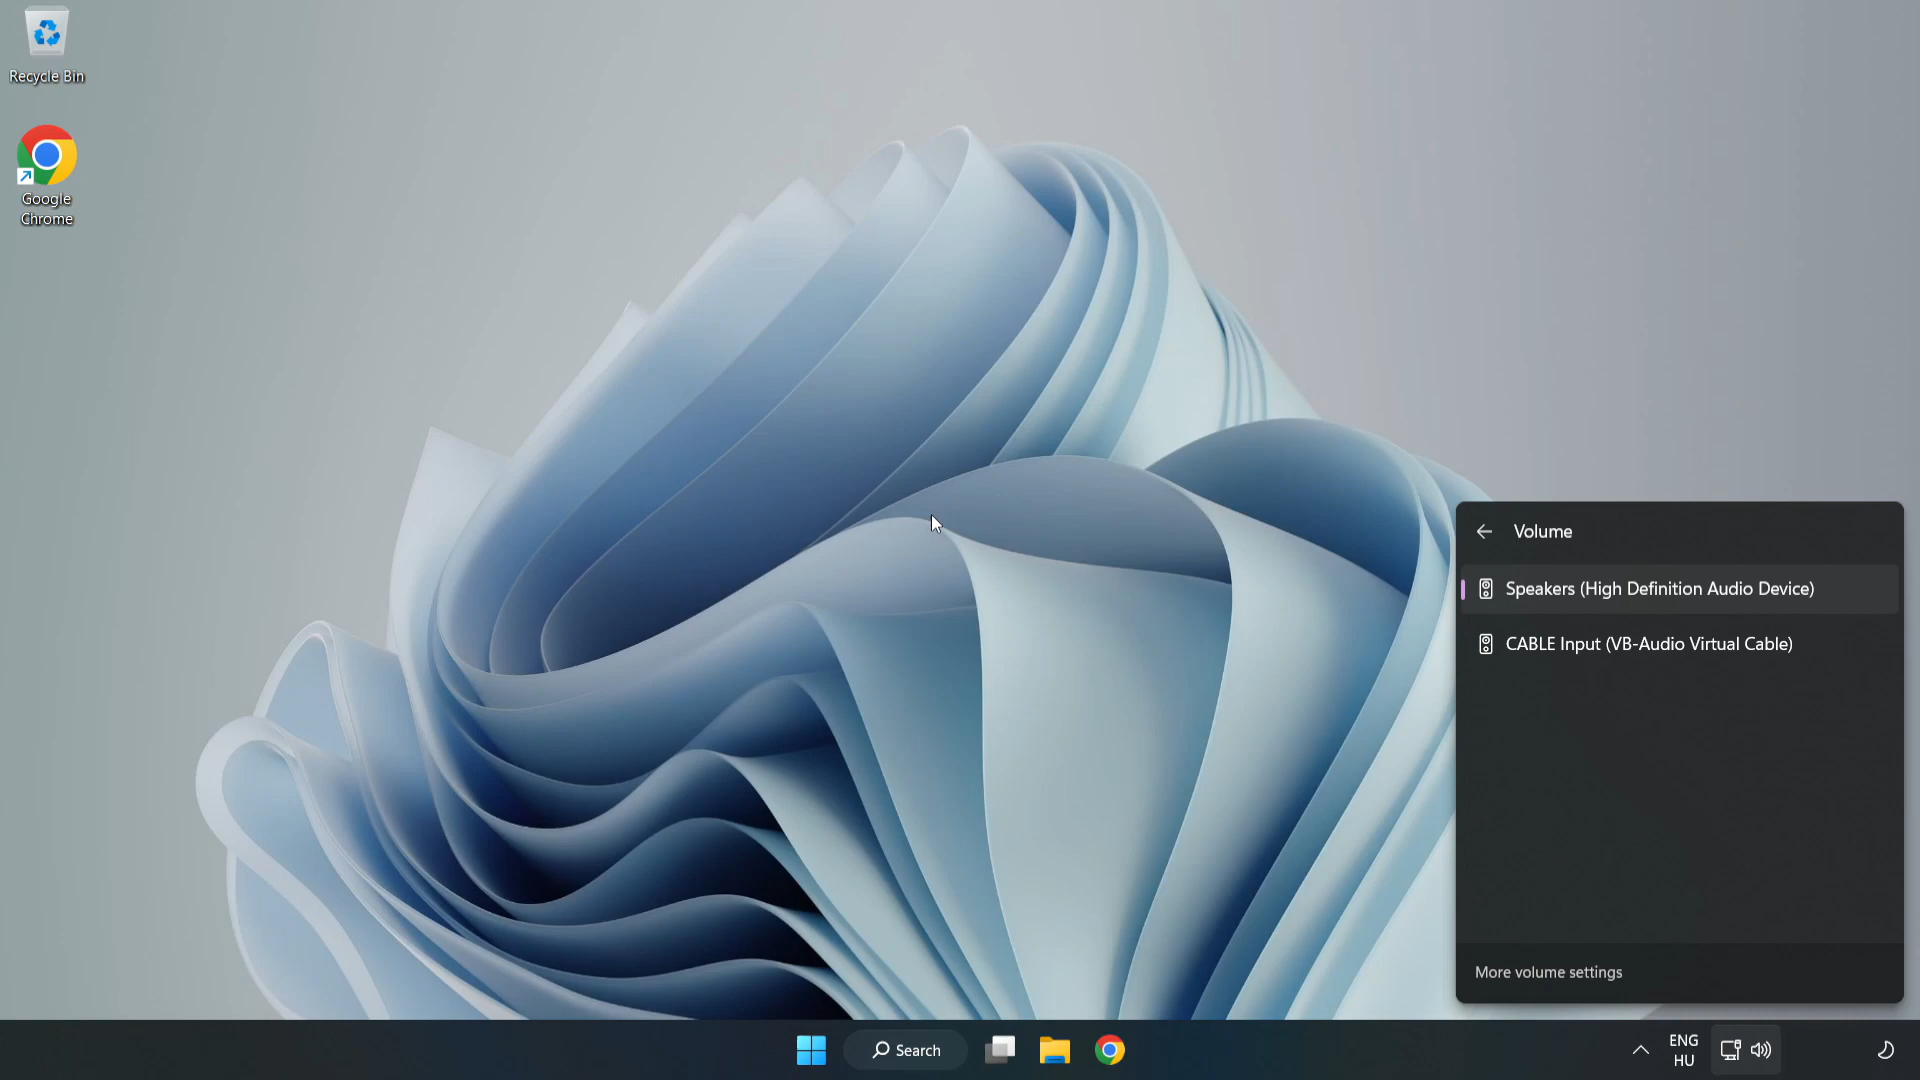 Recycle Bin
Google
Chrome
Volume
Speakers (High Definition Audio Device)
CABLE Input (VB-Audio Virtual Cable)
More volume settings
Search
ENG
HU